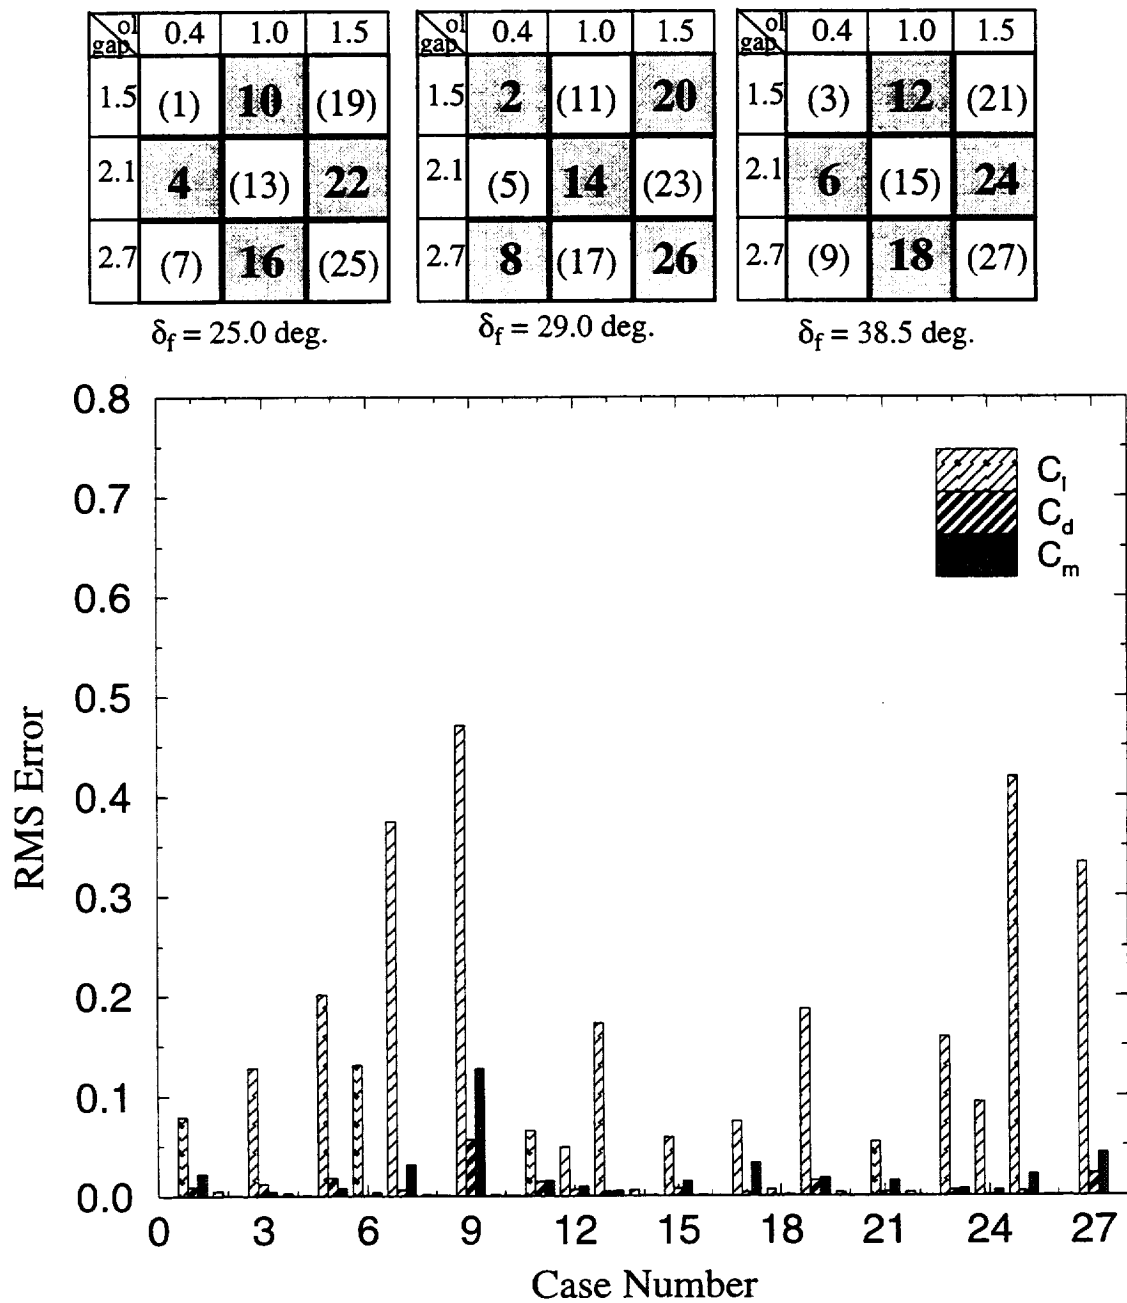 ol
gap 0.4 1.0 1.5
1.5 (1) 10 (19)
2.1 4 (13) 22
2.7 (7) 16 (25)
δf = 25.0 deg.
ol
gap 0.4 1.0 1.5
1.5 2 (11) 20
2.1 (5) 14 (23)
2.7 8 (17) 26
δf = 29.0 deg.
ol
gap 0.4 1.0 1.5
1.5 (3) 12 (21)
2.1 6 (15) 24
2.7 (9) 18 (27)
δf = 38.5 deg.
0.8
0.7
0.6
0.5
0.4
0.3
0.2
0.1
0.0
RMS Error
Cl
Cd
Cm
0 3 6 9 12 15 18 21 24 27
Case Number